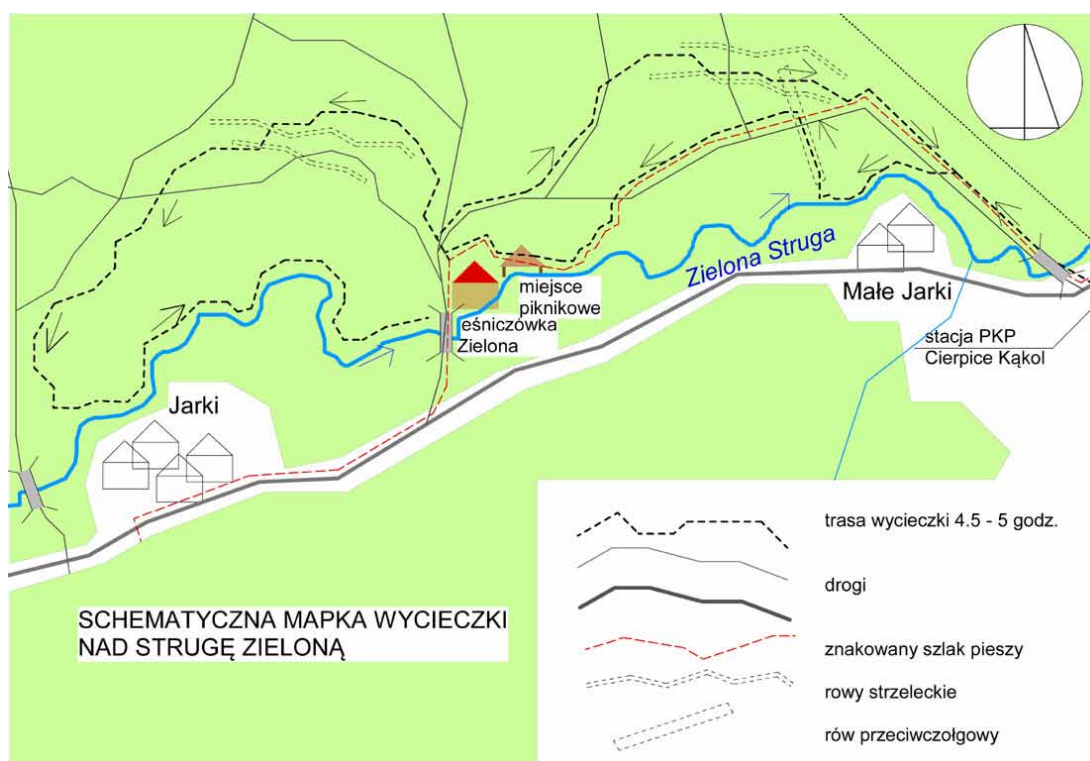 Zielona Struga
miejsce
piknikowe
eśniczówka
Zielona
Małe Jarki
stacja PKP
Cierpice Kąkol
Jarki
SCHEMATYCZNA MAPKA WYCIECZKI
NAD STRUGĘ ZIELONĄ
trasa wycieczki 4.5 - 5 godz.
drogi
znakowany szlak pieszy
rowy strzeleckie
rów przeciwczołgowy